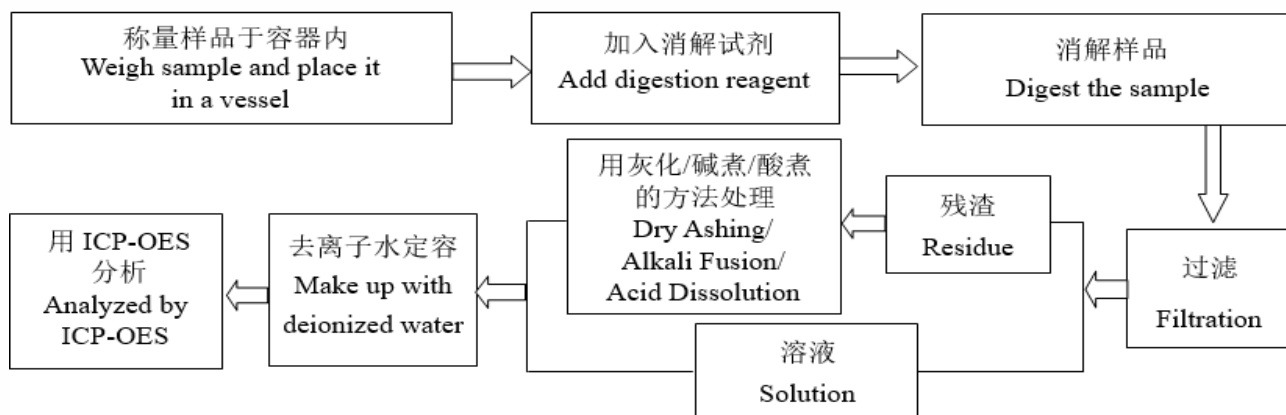 称量样品于容器内
Weigh sample and place it
in a vessel
加入消解试剂
Add digestion reagent
消解样品
Digest the sample
过滤
Filtration
残渣
Residue
用灰化/碱煮/酸煮
的方法处理
Dry Ashing/
Alkali Fusion/
Acid Dissolution
溶液
Solution
去离子水定容
Make up with
deionized water
用 ICP-OES
分析
Analyzed by
ICP-OES